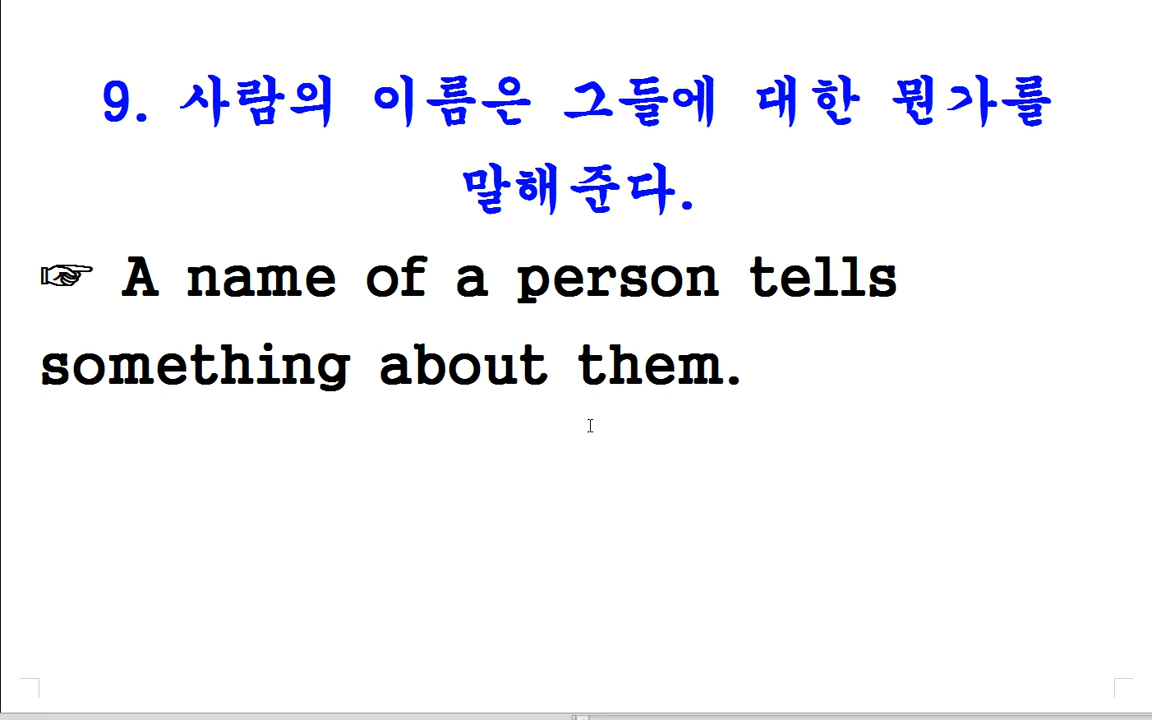 9. 사람의 이름은 그들에 대한 뭔가를
말해준다.
☞ A name of a person tells
something about them.